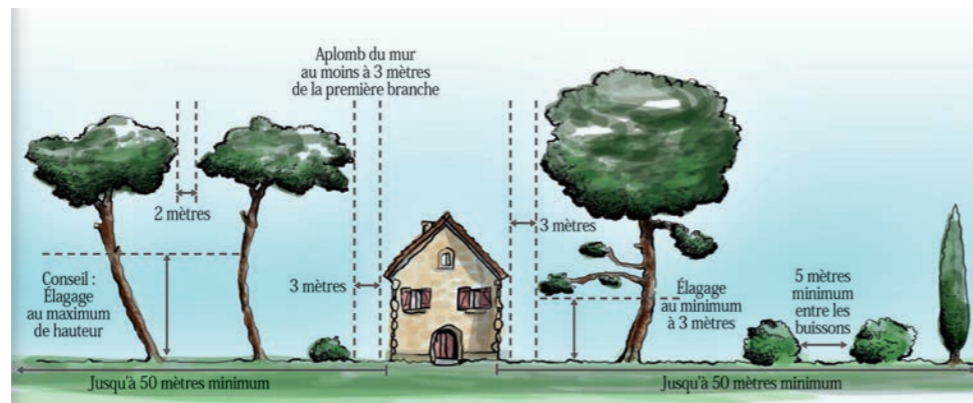 Aplomb du mur
au moins à 3 mètres
de la première branche
2 mètres
3 mètres
Conseil :
Élagage
au maximum
de hauteur
3 mètres
Élagage
au minimum
à 3 mètres
5 mètres
minimum
entre les
buissons
Jusqu'à 50 mètres minimum
Jusqu'à 50 mètres minimum